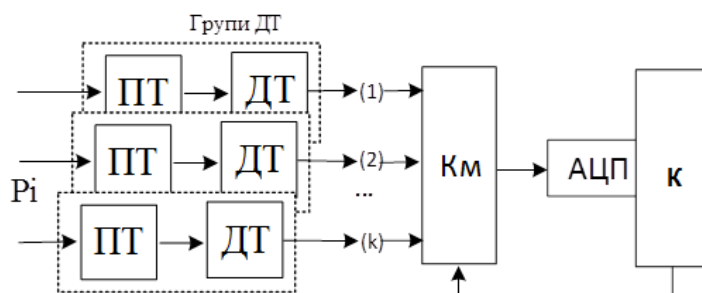 Групи ДТ
ПТ ДТ (1)
ПТ ДТ (2)
Км АЦП К
Pi ...
ПТ ДТ (k)